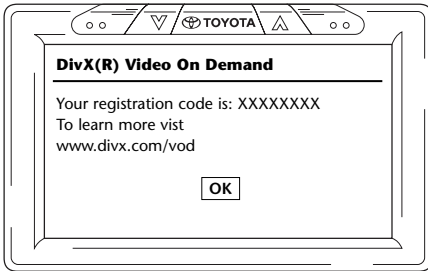 TOYOTA
DivX(R) Video On Demand
Your registration code is: XXXXXXXX
To learn more vist
www.divx.com/vod
OK